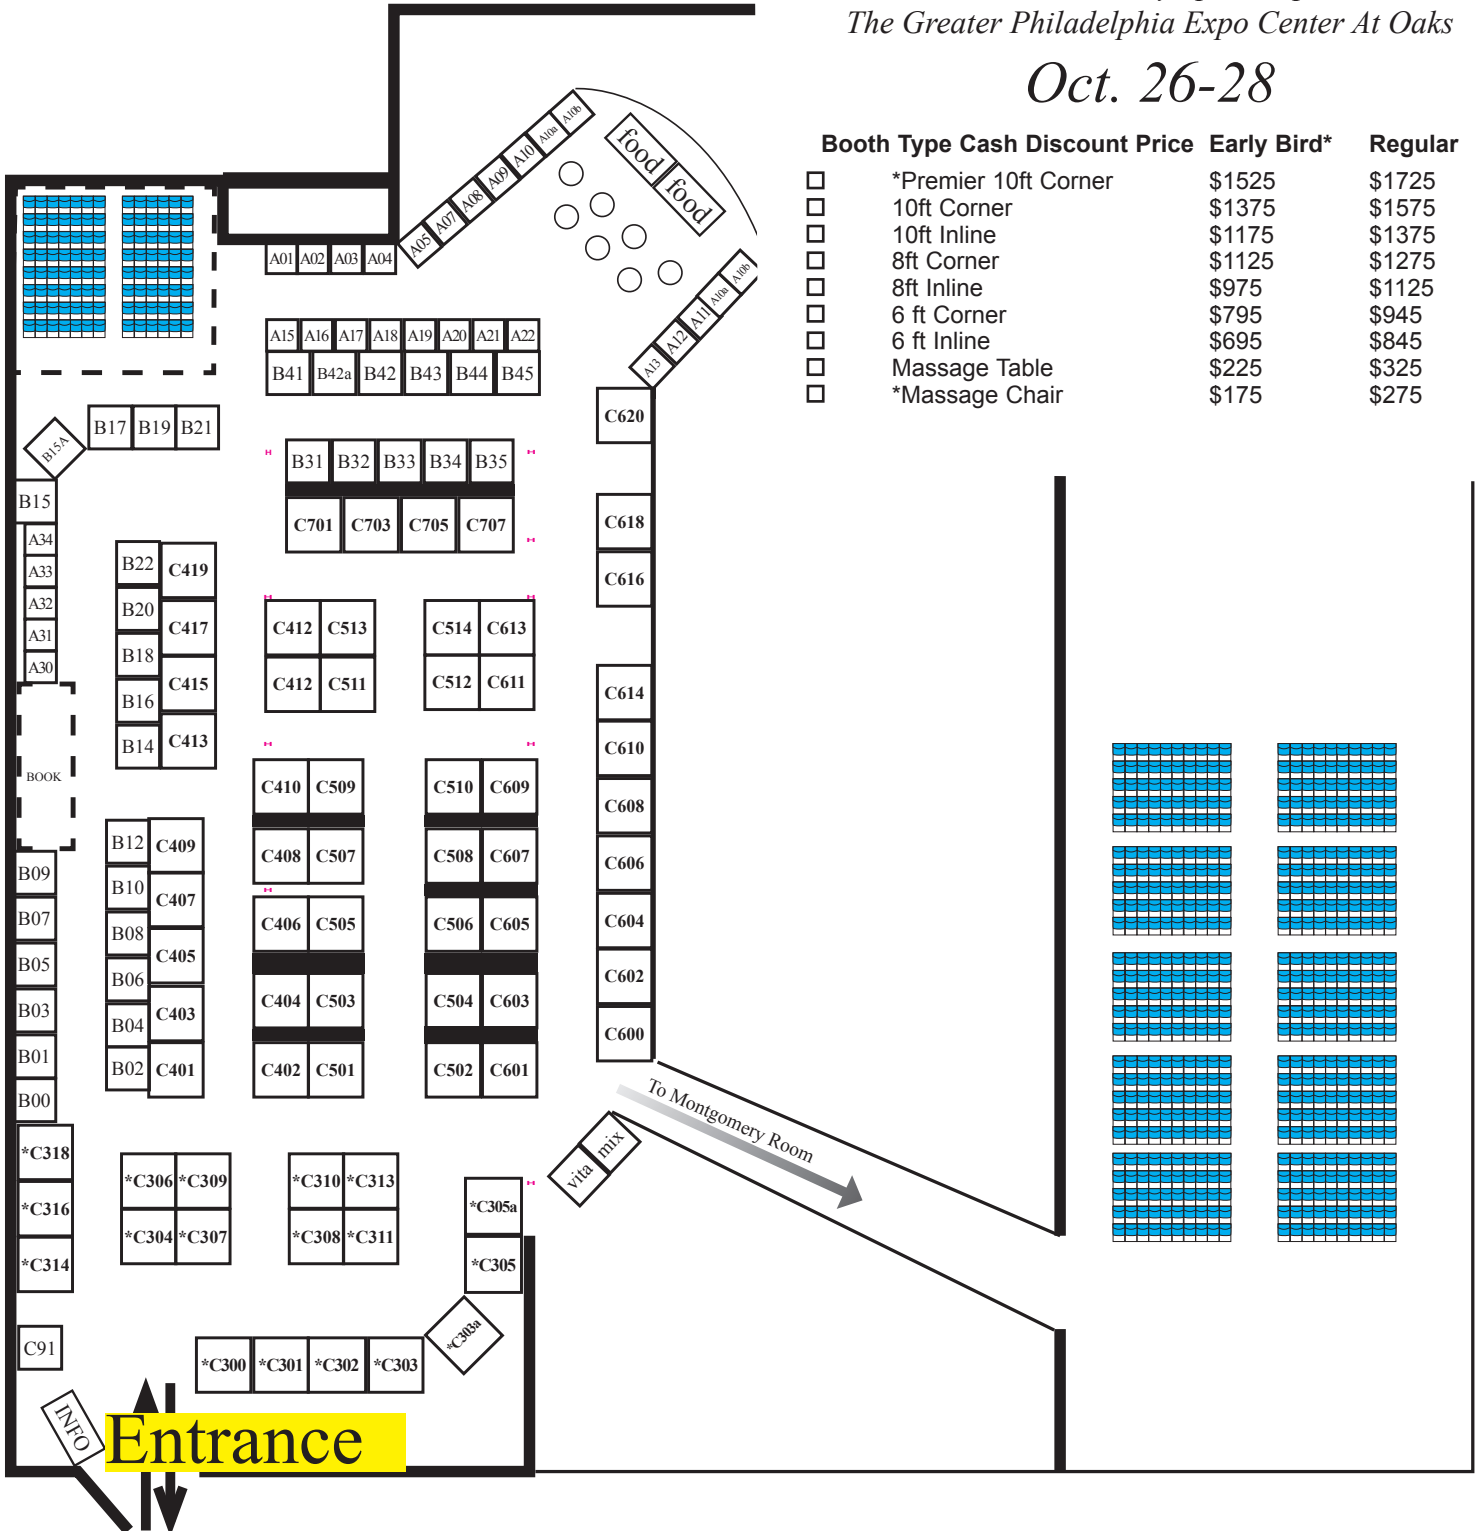 The Greater Philadelphia Expo Center At Oaks
Oct. 26-28
Booth Type Cash Discount Price Early Bird* Regular
*Premier 10ft Corner $1525 $1725
10ft Corner $1375 $1575
10ft Inline $1175 $1375
8ft Corner $1125 $1275
8ft Inline $975 $1125
6 ft Corner $795 $945
6 ft Inline $695 $845
Massage Table $225 $325
*Massage Chair $175 $275
A05 A07 A08 A09 A10 A10a A10b
food food
A01 A02 A03 A04
A13 A12 A11 A10a A10b
A15 A16 A17 A18 A19 A20 A21 A22
B41 B42a B42 B43 B44 B45
C620
B15A
B17 B19 B21
B31 B32 B33 B34 B35
C701 C703 C705 C707
B15
A34
A33
A32
A31
A30
BOOK
C618
C616
B22 C419
B20 C417
B18 C415
B16 C413
B14
C412 C513
C412 C511
C514 C613
C512 C611
C614
C610
C608
C606
C604
C602
C600
C410 C509
C408 C507
C406 C505
C404 C503
C402 C501
C510 C609
C508 C607
C506 C605
C504 C603
C502 C601
B12 C409
B10 C407
B08 C405
B06 C403
B04 C401
B02
B09
B07
B05
B03
B01
B00
*C318
*C316
*C314
To Montgomery Room
vita mix
*C306 *C309
*C304 *C307
*C310 *C313
*C308 *C311
*C305a
*C305
*C303a
C91
*C300 *C301 *C302 *C303
INFO
Entrance